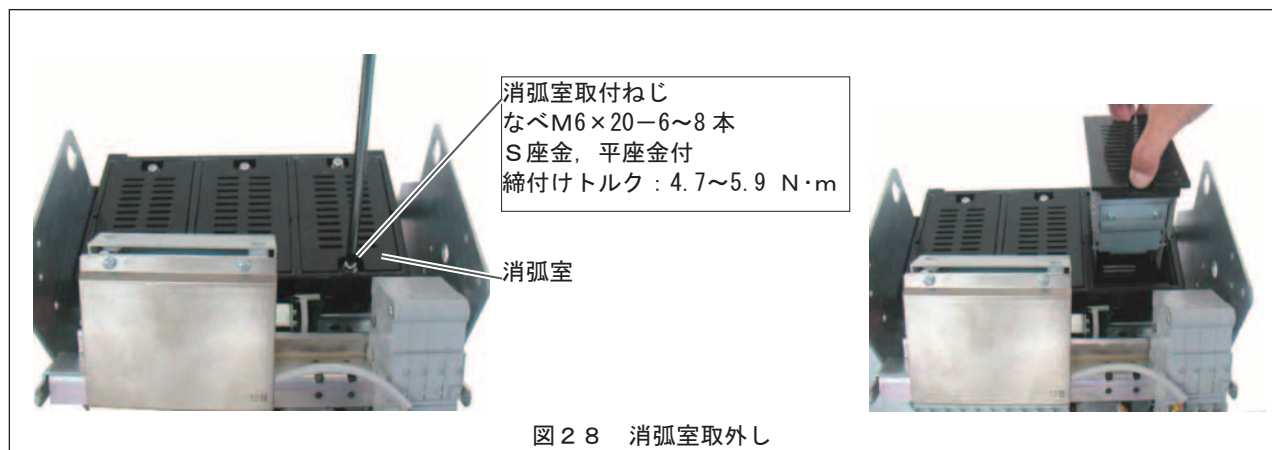 消弧室取付ねじ
なべM6×20－6～8 本
S座金，平座金付
締付けトルク：4.7～5.9 N･m
消弧室
図２８　消弧室取外し